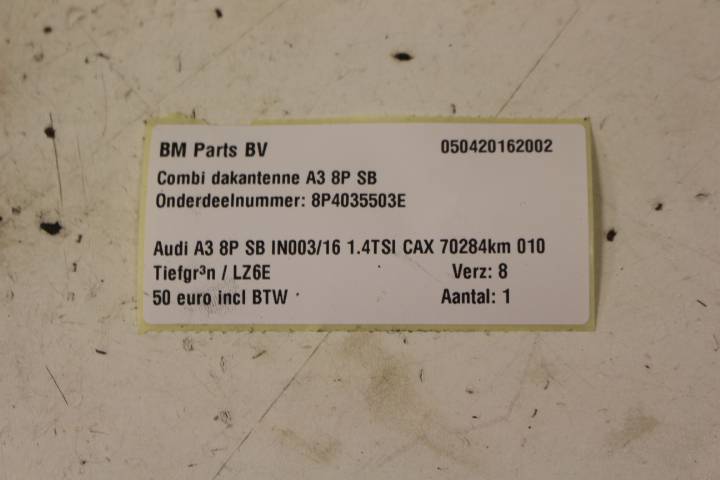 BM Parts BV 050420162002
Combi dakantenne A3 8P SB
Onderdeelnummer: 8P4035503E
Audi A3 8P SB IN003/16 1.4TSI CAX 70284km 010
Tiefgr³n / LZ6E Verz: 8
50 euro incl BTW Aantal: 1